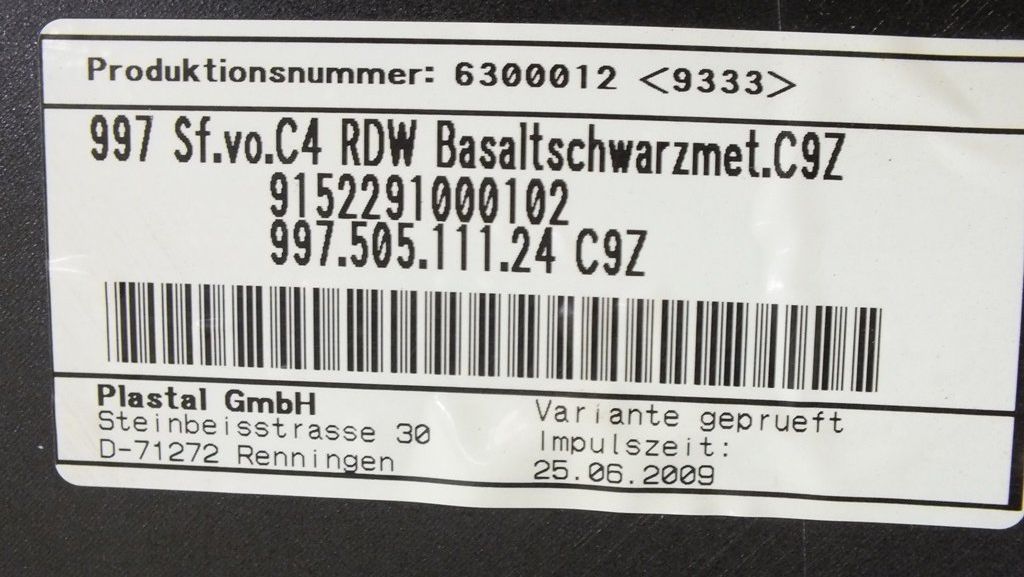 Produktionsnummer: 6300012 <9333>
997 Sf.vo.C4 RDW Basaltschwarzmet.C9Z
9152291000102
997.505.111.24 C9Z
Plastal GmbH
Steinbeisstrasse 30
D-71272 Renningen
Variante geprueft
Impulszeit:
25.06.2009